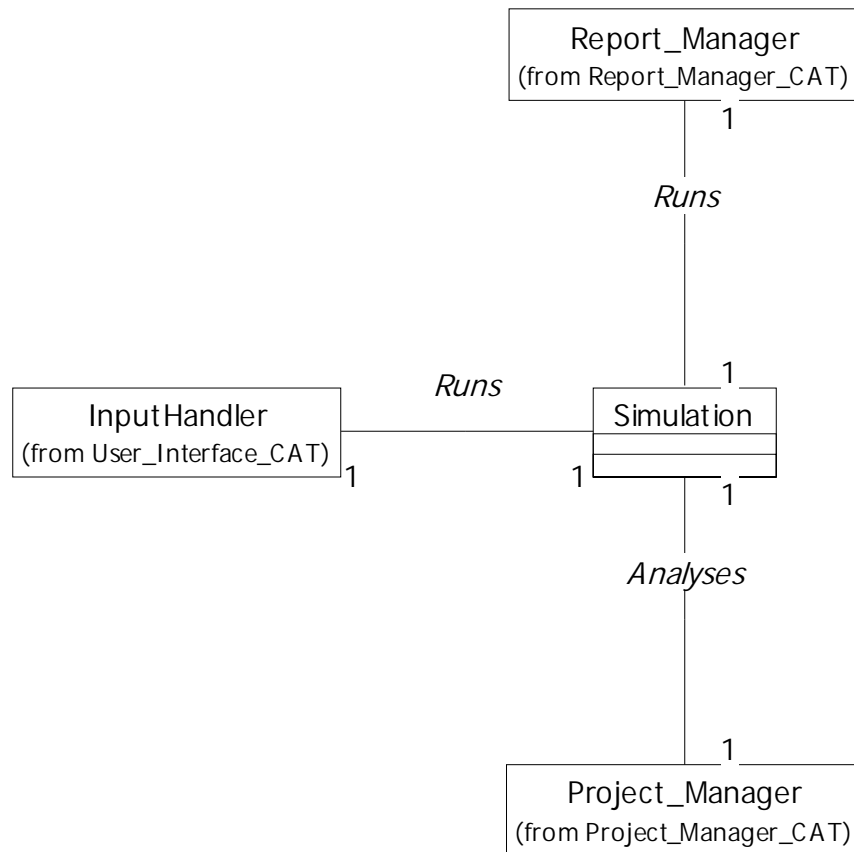 Report_Manager
(from Report_Manager_CAT)
1
Runs
1
Runs
InputHandler
(from User_Interface_CAT)
Simulation
1
1
1
Analyses
1
Project_Manager
(from Project_Manager_CAT)